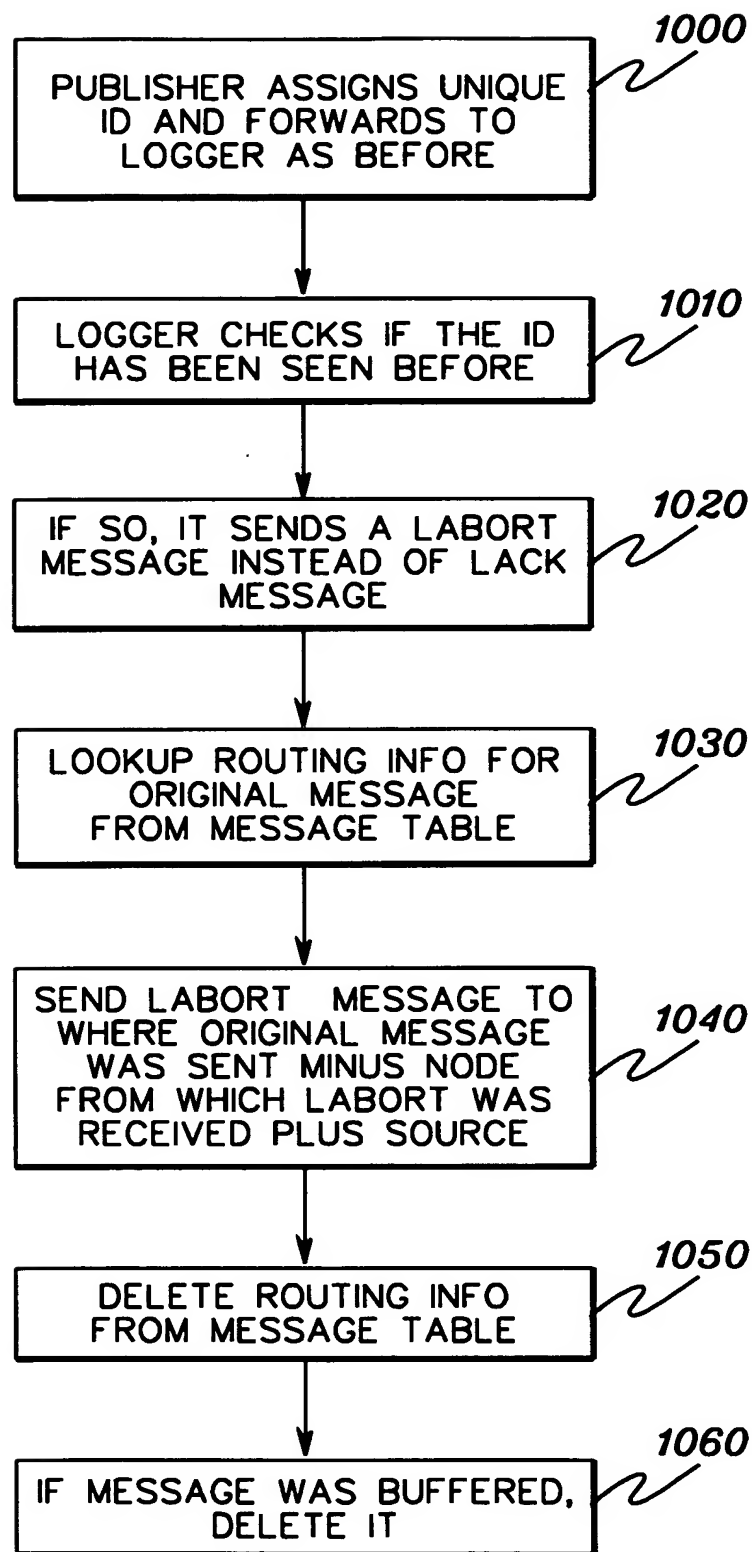 1000
PUBLISHER ASSIGNS UNIQUE
ID AND FORWARDS TO
LOGGER AS BEFORE
1010
LOGGER CHECKS IF THE ID
HAS BEEN SEEN BEFORE
1020
IF SO, IT SENDS A LABORT
MESSAGE INSTEAD OF LACK
MESSAGE
1030
LOOKUP ROUTING INFO FOR
ORIGINAL MESSAGE
FROM MESSAGE TABLE
1040
SEND LABORT MESSAGE TO
WHERE ORIGINAL MESSAGE
WAS SENT MINUS NODE
FROM WHICH LABORT WAS
RECEIVED PLUS SOURCE
1050
DELETE ROUTING INFO
FROM MESSAGE TABLE
1060
IF MESSAGE WAS BUFFERED,
DELETE IT